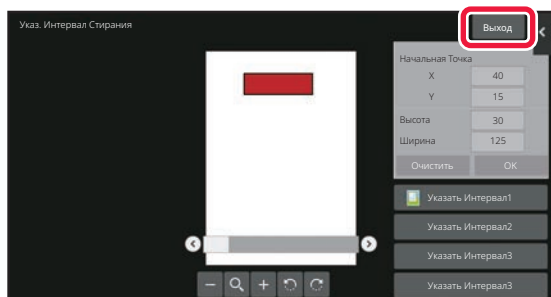 Указ. Интервал Стирания
Выход
Начальная Точка
X 40
Y 15
Высота 30
Ширина 125
Очистить OK
Указать Интервал1
Указать Интервал2
Указать Интервал3
Указать Интервал3